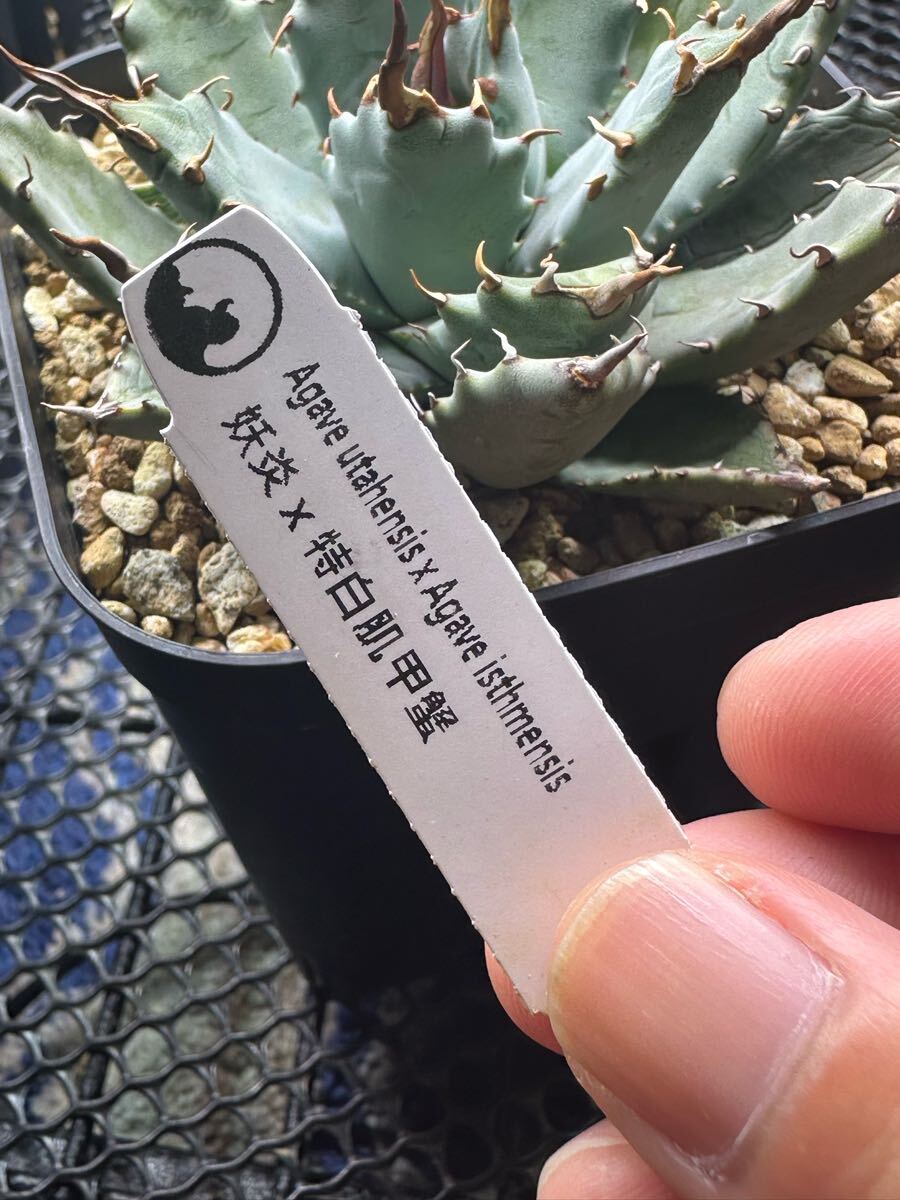 Agave utahensis x Agave isthmensis
妖炎 x 特白肌甲蟹